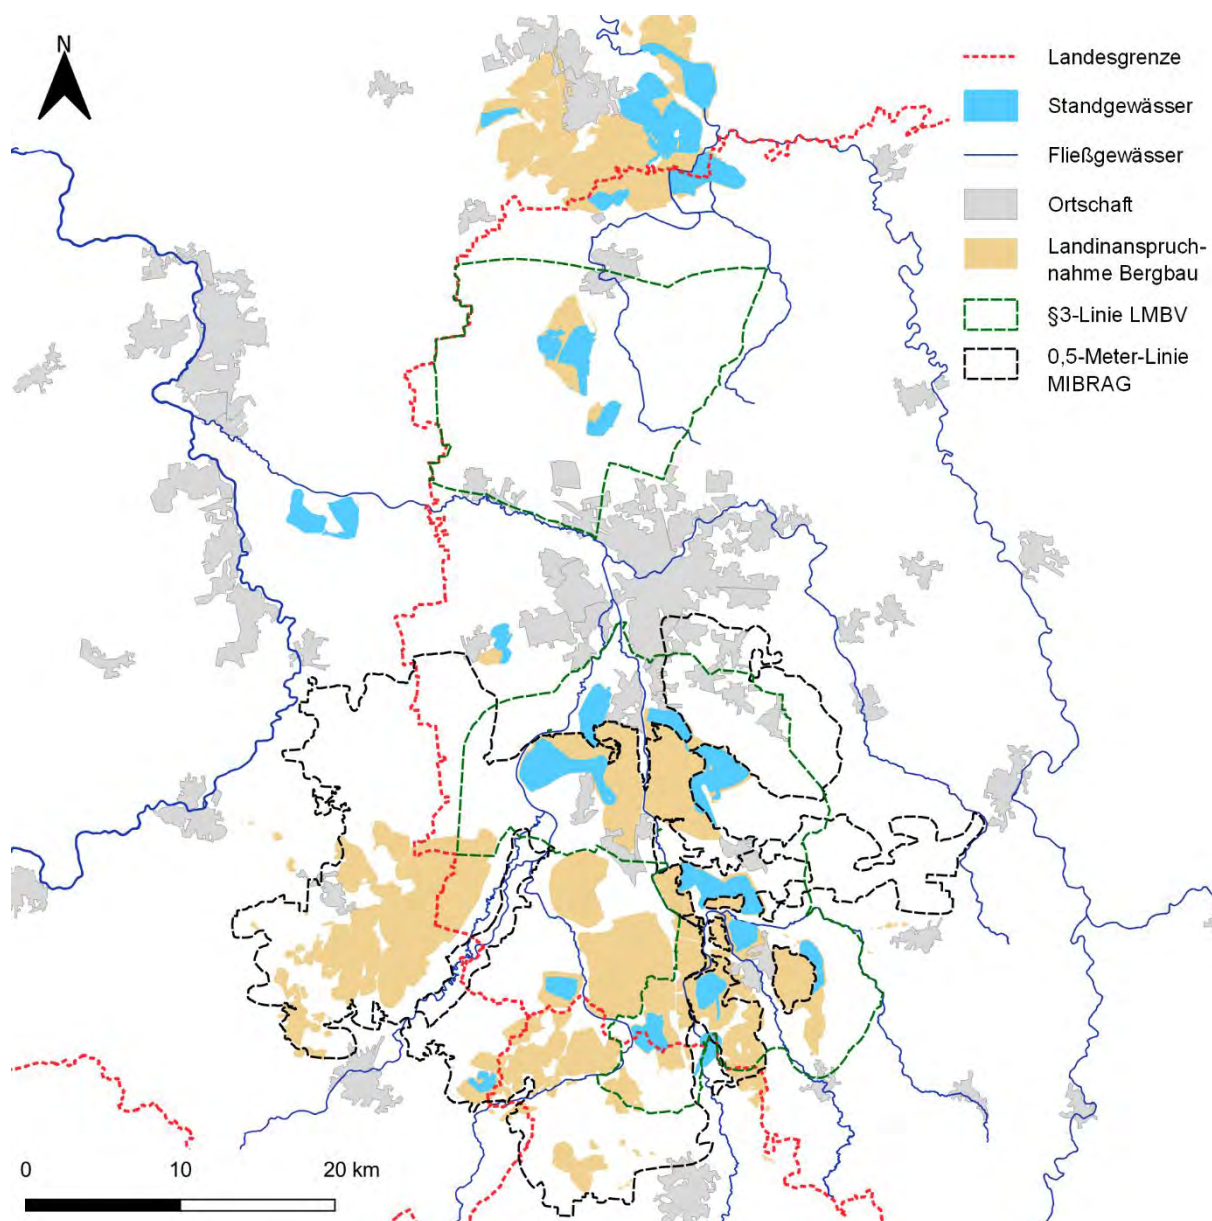 N
Landesgrenze
Standgewässer
Fließgewässer
Ortschaft
Landinanspruch-
nahme Bergbau
§3-Linie LMBV
0,5-Meter-Linie
MIBRAG
0 10 20 km